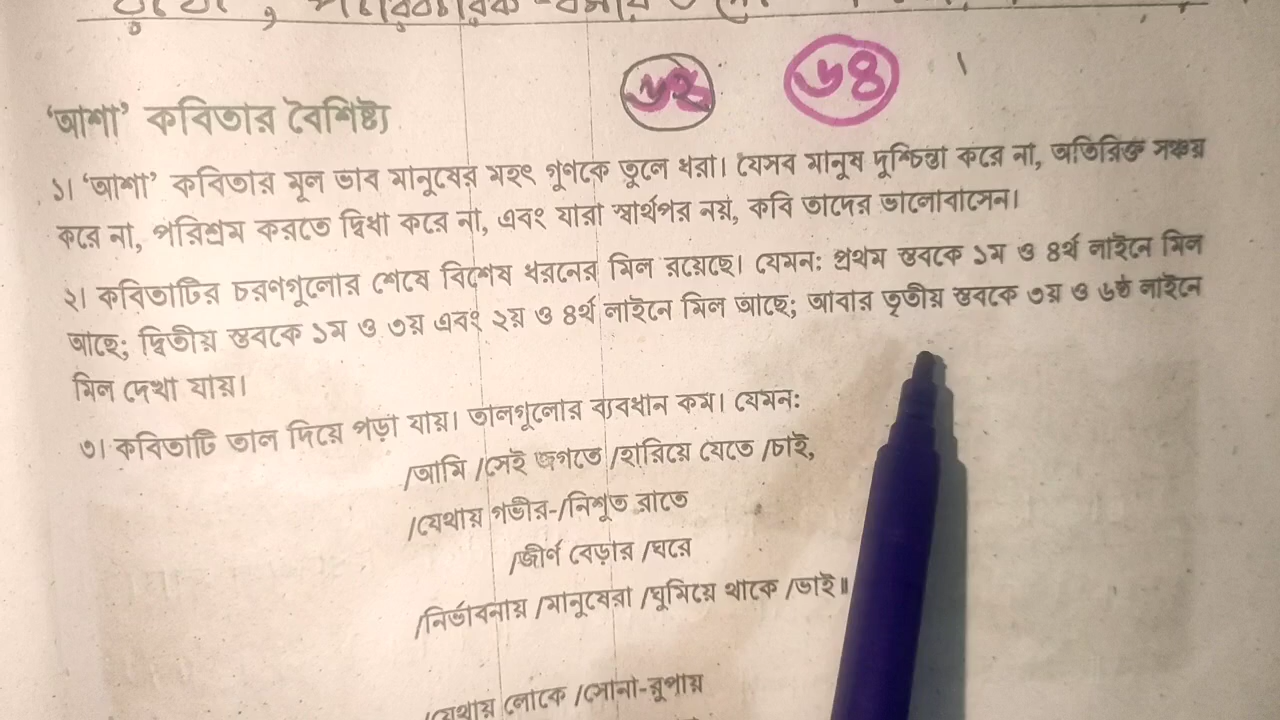 ৬২ ৬৪
‘আশা’ কবিতার বৈশিষ্ট্য
১। ‘আশা’ কবিতার মূল ভাব মানুষের মহৎ গুণকে তুলে ধরা। যেসব মানুষ দুশ্চিন্তা করে না, অতিরিক্ত সঞ্চয়
করে না, পরিশ্রম করতে দ্বিধা করে না, এবং যারা স্বার্থপর নয়, কবি তাদের ভালোবাসেন।
২। কবিতাটির চরণগুলোর শেষে বিশেষ ধরনের মিল রয়েছে। যেমন: প্রথম স্তবকে ১ম ও ৪র্থ লাইনে মিল
আছে; দ্বিতীয় স্তবকে ১ম ও ৩য় এবং ২য় ও ৪র্থ লাইনে মিল আছে; আবার তৃতীয় স্তবকে ৩য় ও ৬ষ্ঠ লাইনে
মিল দেখা যায়।
৩। কবিতাটি তাল দিয়ে পড়া যায়। তালগুলোর ব্যবধান কম। যেমন:
/আমি /সেই জগতে /হারিয়ে যেতে /চাই,
/যেথায় গভীর-/নিশুত রাতে
/জীর্ণ বেড়ার /ঘরে
/নির্ভাবনায় /মানুষেরা /ঘুমিয়ে থাকে /ভাই॥
/যেথায় লোকে /সোনা-রুপায়